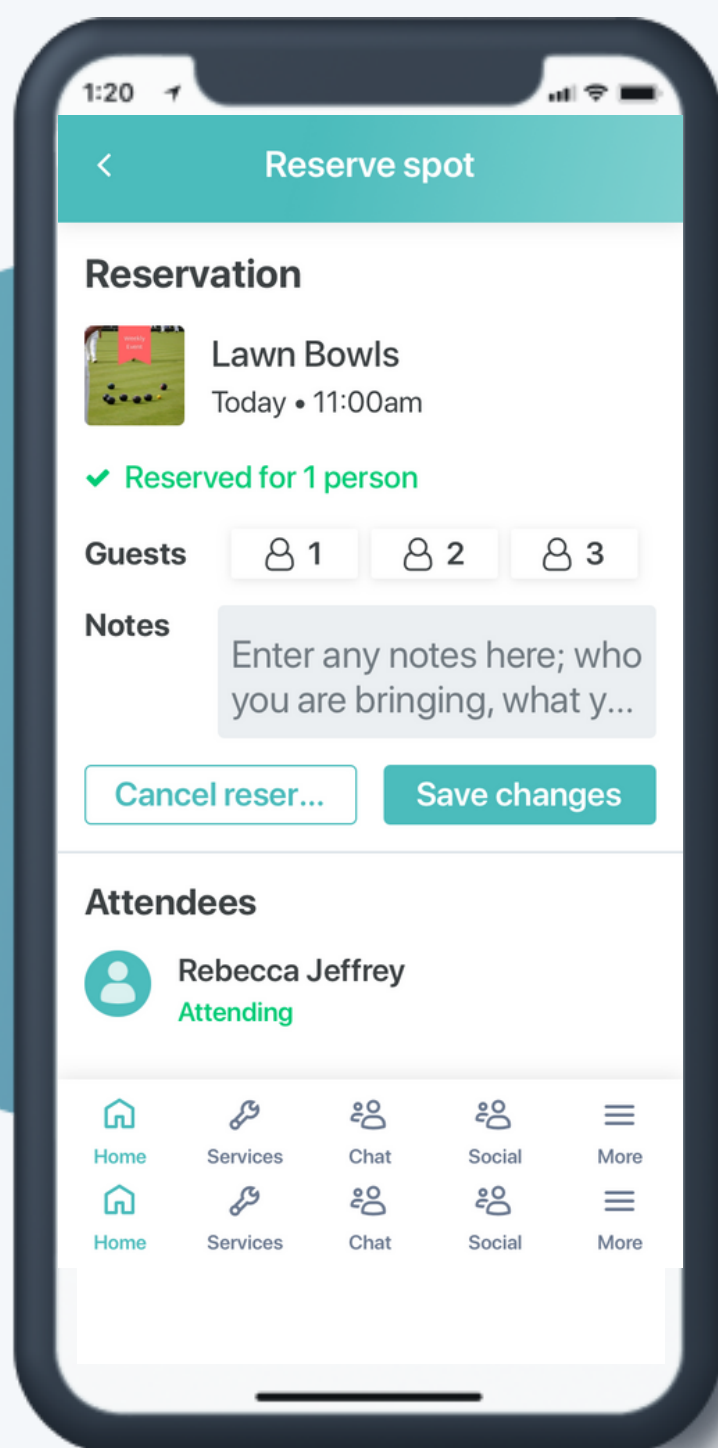 1:20
Reserve spot
Reservation
Weekly
Event
Lawn Bowls
Today • 11:00am
Reserved for 1 person
Guests 1 2 3
Notes
Enter any notes here; who
you are bringing, what y...
Cancel reser... Save changes
Attendees
Rebecca Jeffrey
Attending
Home Services Chat Social More
Home Services Chat Social More